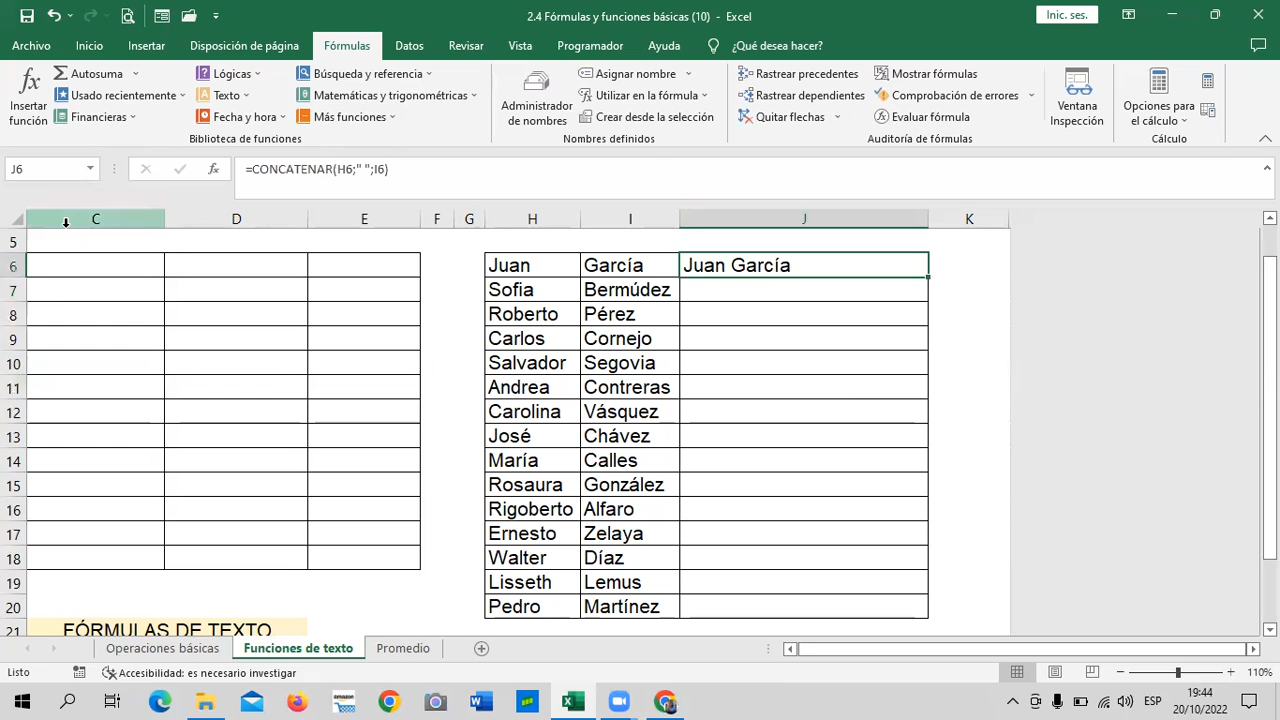 2.4 Fórmulas y funciones básicas (10) - Excel
Inic. ses.
Archivo Inicio Insertar Disposición de página Fórmulas Datos Revisar Vista Programador Ayuda ¿Qué desea hacer?
Insertar función
Autosuma
Usado recientemente
Financieras
Lógicas
Texto
Fecha y hora
Búsqueda y referencia
Matemáticas y trigonométricas
Más funciones
Biblioteca de funciones
Administrador de nombres
Asignar nombre
Utilizar en la fórmula
Crear desde la selección
Nombres definidos
Rastrear precedentes
Rastrear dependientes
Quitar flechas
Mostrar fórmulas
Comprobación de errores
Evaluar fórmula
Auditoría de fórmulas
Ventana Inspección
Opciones para el cálculo
Cálculo
J6 fx =CONCATENAR(H6;" ";I6)
C D E F G H I J K
5
6 Juan García Juan García
7 Sofia Bermúdez
8 Roberto Pérez
9 Carlos Cornejo
10 Salvador Segovia
11 Andrea Contreras
12 Carolina Vásquez
13 José Chávez
14 María Calles
15 Rosaura González
16 Rigoberto Alfaro
17 Ernesto Zelaya
18 Walter Díaz
19 Lisseth Lemus
20 Pedro Martínez
21 FÓRMULAS DE TEXTO
Operaciones básicas Funciones de texto Promedio
Listo Accesibilidad: es necesario investigar 110%
ESP 19:44
20/10/2022